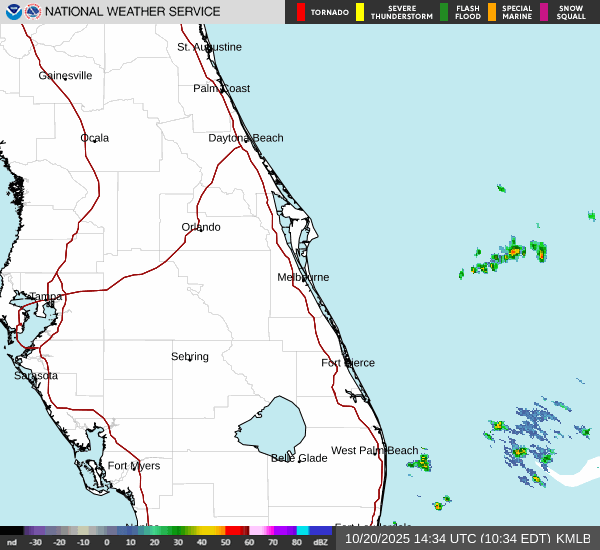 NATIONAL WEATHER SERVICE
TORNADO
SEVERE THUNDERSTORM
FLASH FLOOD
SPECIAL MARINE
SNOW SQUALL
St. Augustine
Gainesville
Palm Coast
Ocala
Daytona Beach
Orlando
Melbourne
Tampa
Sebring
Fort Pierce
Sarasota
West Palm Beach
Belle Glade
Fort Myers
nd -30 -20 -10 0 10 20 30 40 50 60 70 80 dBZ
10/20/2025 14:34 UTC (10:34 EDT) KMLB